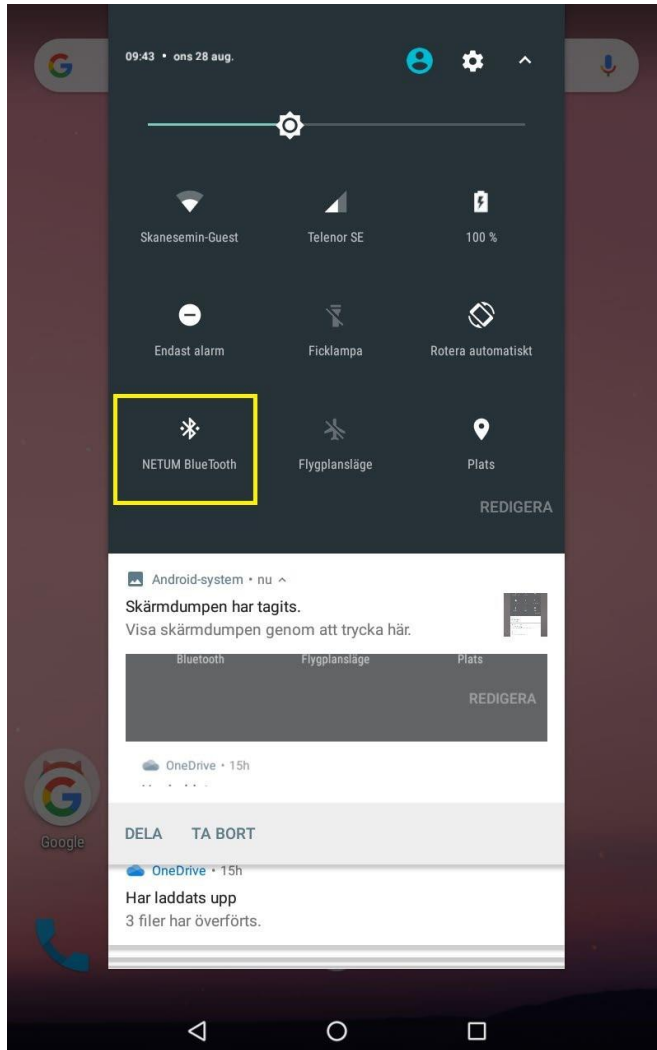 09:43 • ons 28 aug.
Skanesemin-Guest
Telenor SE
100 %
Endast alarm
Ficklampa
Rotera automatiskt
NETUM BlueTooth
Flygplansläge
Plats
REDIGERA
Android-system • nu
Skärmdumpen har tagits.
Visa skärmdumpen genom att trycka här.
Bluetooth
Flygplansläge
Plats
REDIGERA
OneDrive • 15h
DELA
TA BORT
OneDrive • 15h
Har laddats upp
3 filer har överförts.
Google